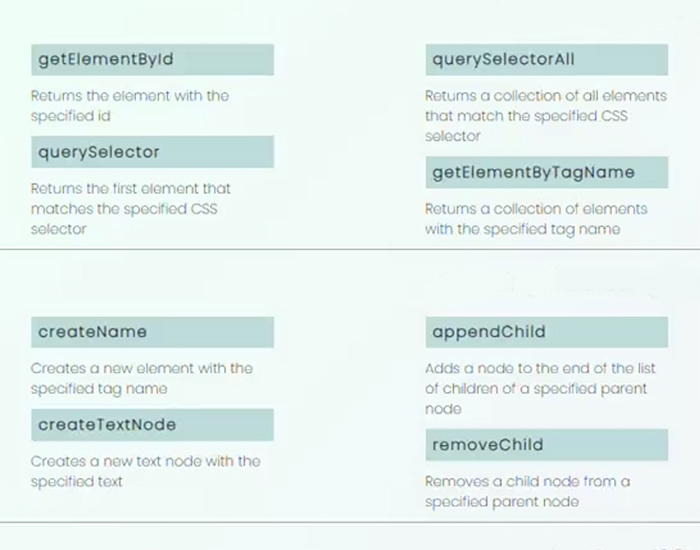 getElementById
Returns the element with the
specified id
querySelector
Returns the first element that
matches the specified CSS
selector
querySelectorAll
Returns a collection of all elements
that match the specified CSS
selector
getElementByTagName
Returns a collection of elements
with the specified tag name
createName
Creates a new element with the
specified tag name
createTextNode
Creates a new text node with the
specified text
appendChild
Adds a node to the end of the list
of children of a specified parent
node
removeChild
Removes a child node from a
specified parent node